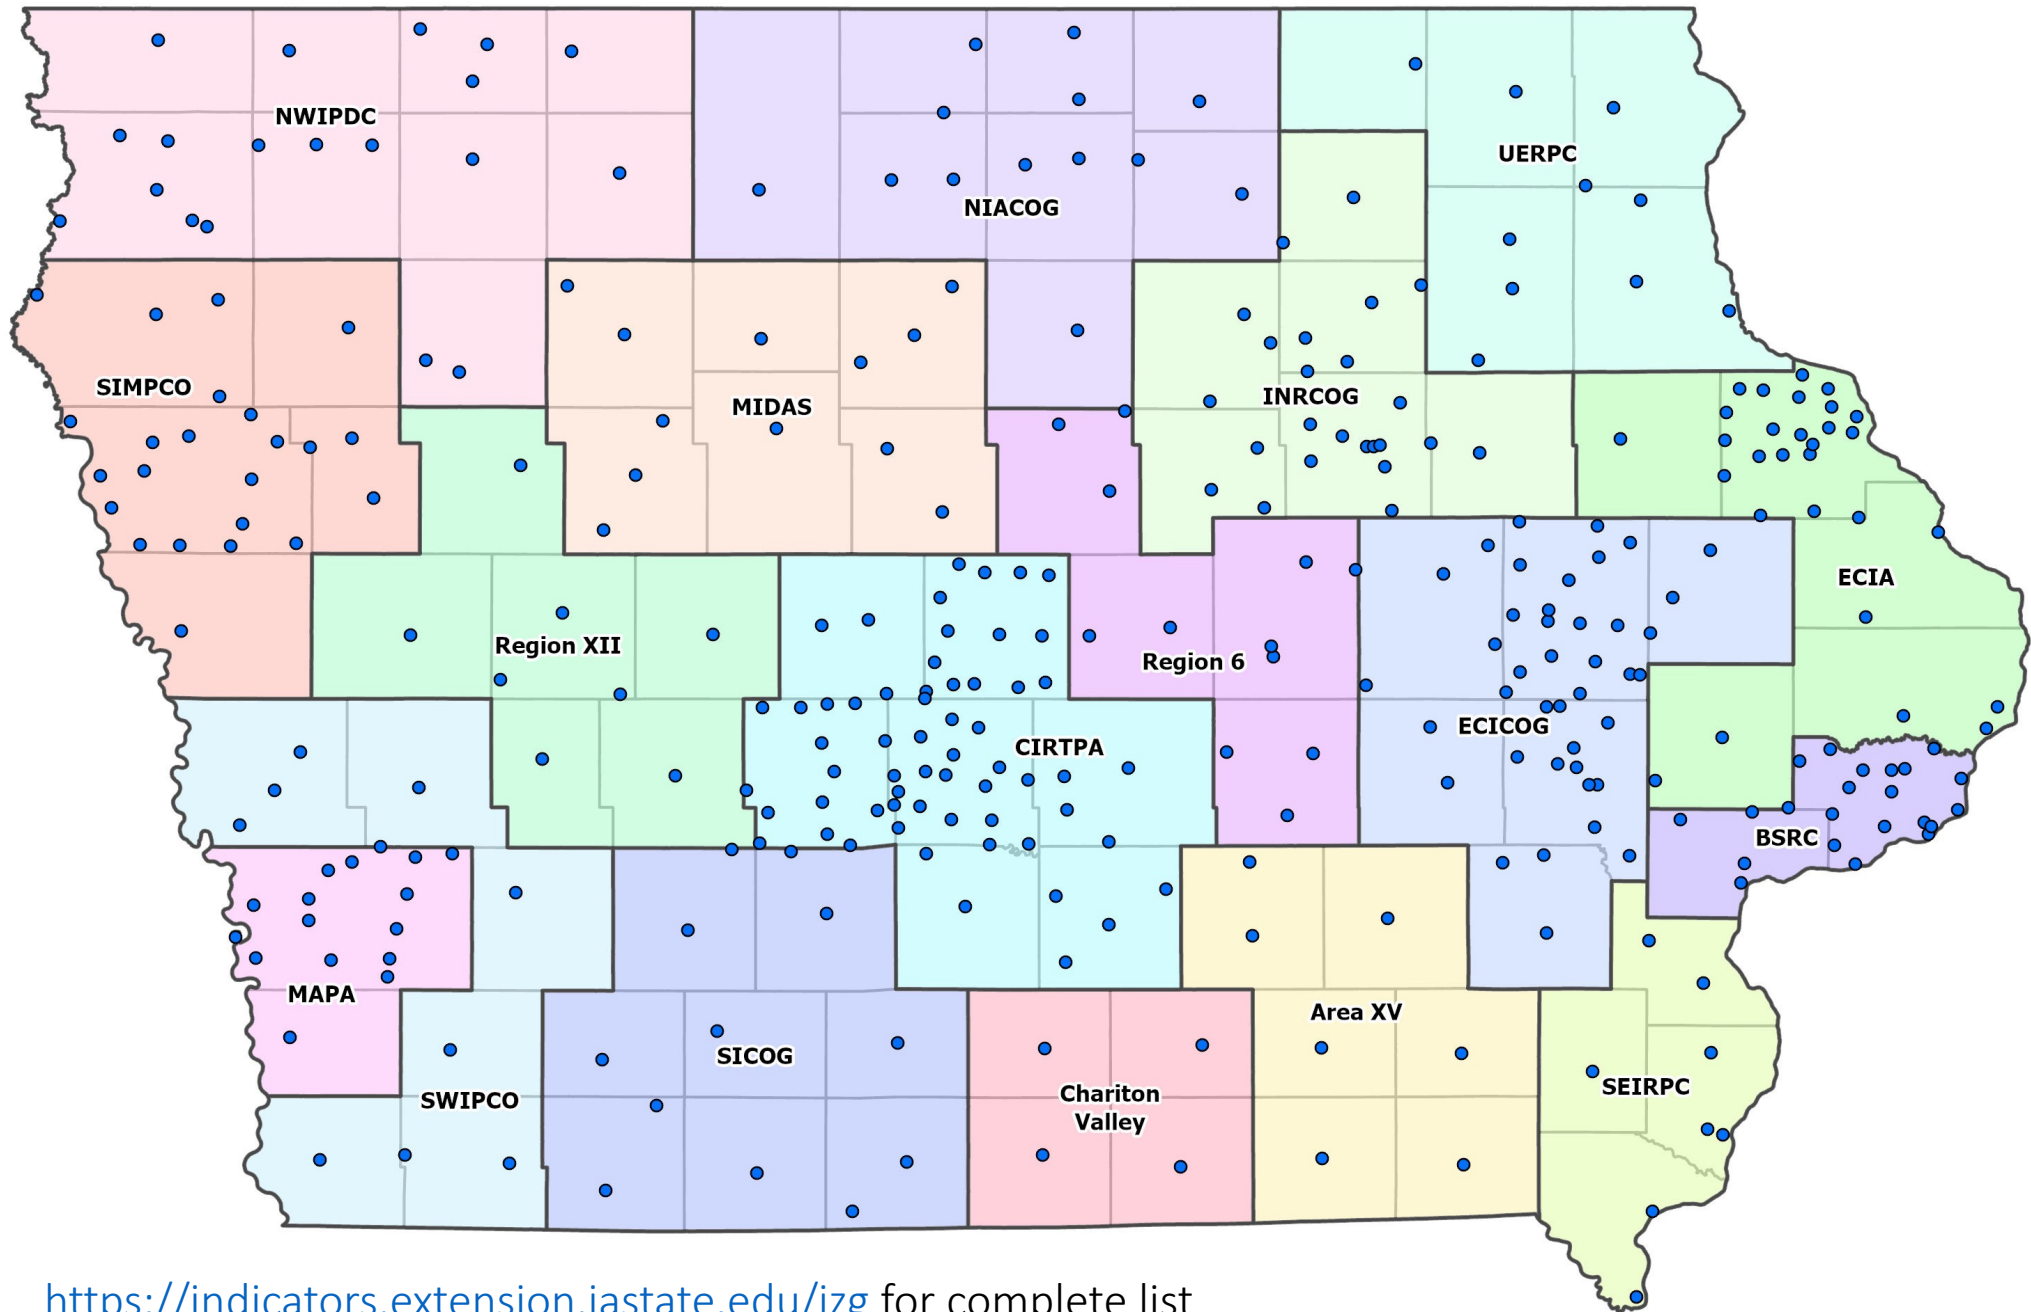 NWIPDC
UERPC
NIACOG
SIMPCO
INRCOG
MIDAS
ECIA
Region XII
Region 6
ECICOG
CIRTPA
BSRC
MAPA
Area XV
SICOG
SEIRPC
SWIPCO
Chariton
Valley
https://indicators.extension.iastate.edu/izg for complete list